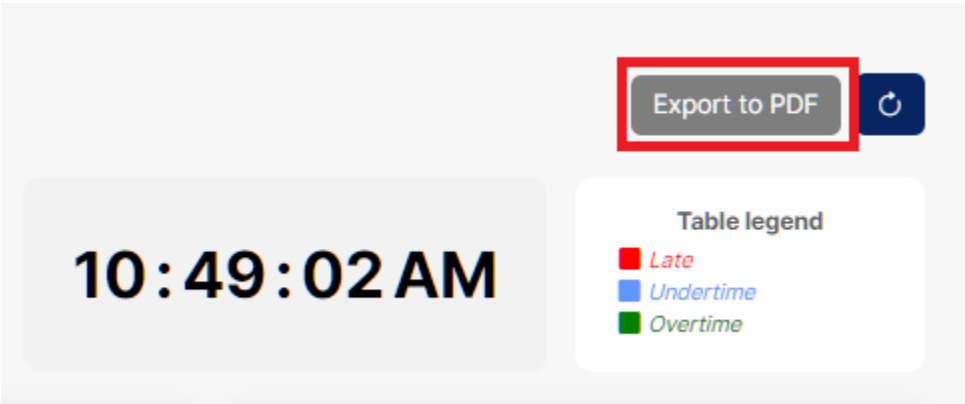 Export to PDF
10:49:02 AM
Table legend
Late
Undertime
Overtime